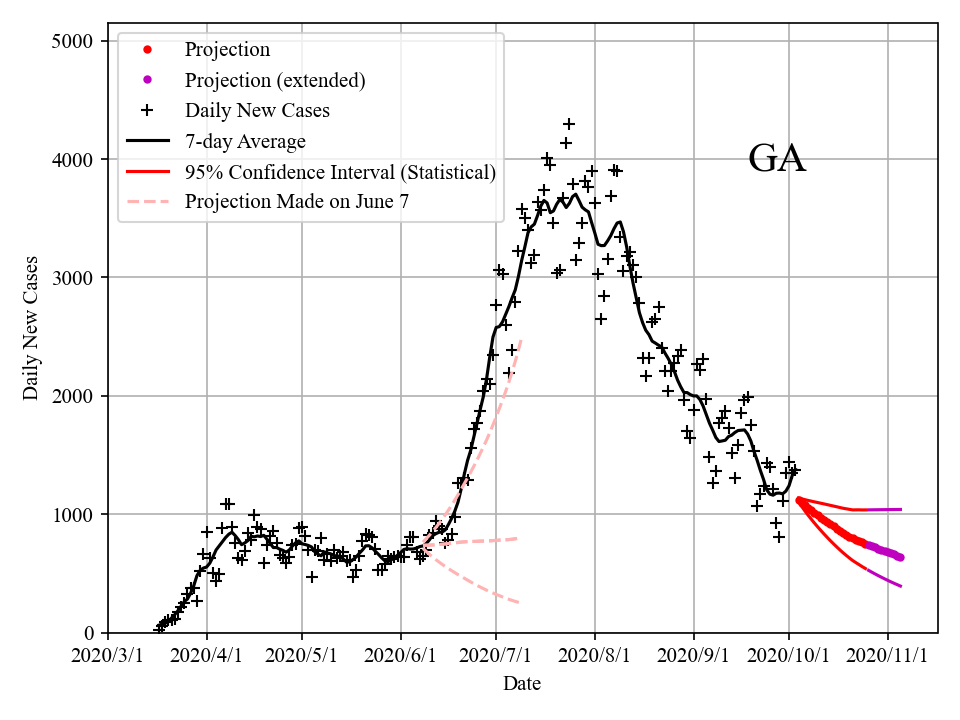 5000
4000
3000
2000
1000
0
Daily New Cases
Projection
Projection (extended)
Daily New Cases
7-day Average
95% Confidence Interval (Statistical)
Projection Made on June 7
GA
2020/3/1 2020/4/1 2020/5/1 2020/6/1 2020/7/1 2020/8/1 2020/9/1 2020/10/1 2020/11/1
Date